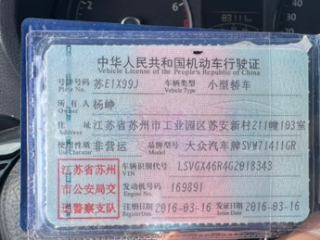 中华人民共和国机动车行驶证
Vehicle License of the People's Republic of China
号牌号码 苏E1X99J 车辆类型 小型轿车
Plate No. Vehicle Type
所有人 杨峥
Owner
住址 江苏省苏州市工业园区苏安新村211幢103室
Address
使用性质 非营运 品牌型号 大众汽车牌SVW71411GR
Use Character Model
江苏省苏州市公安局交通警察支队
车辆识别代号 LSVGX46R4G2018343
VIN
发动机号码 169891
Engine No.
注册日期 2016-03-16 发证日期 2016-03-16
Register Date Issue Date